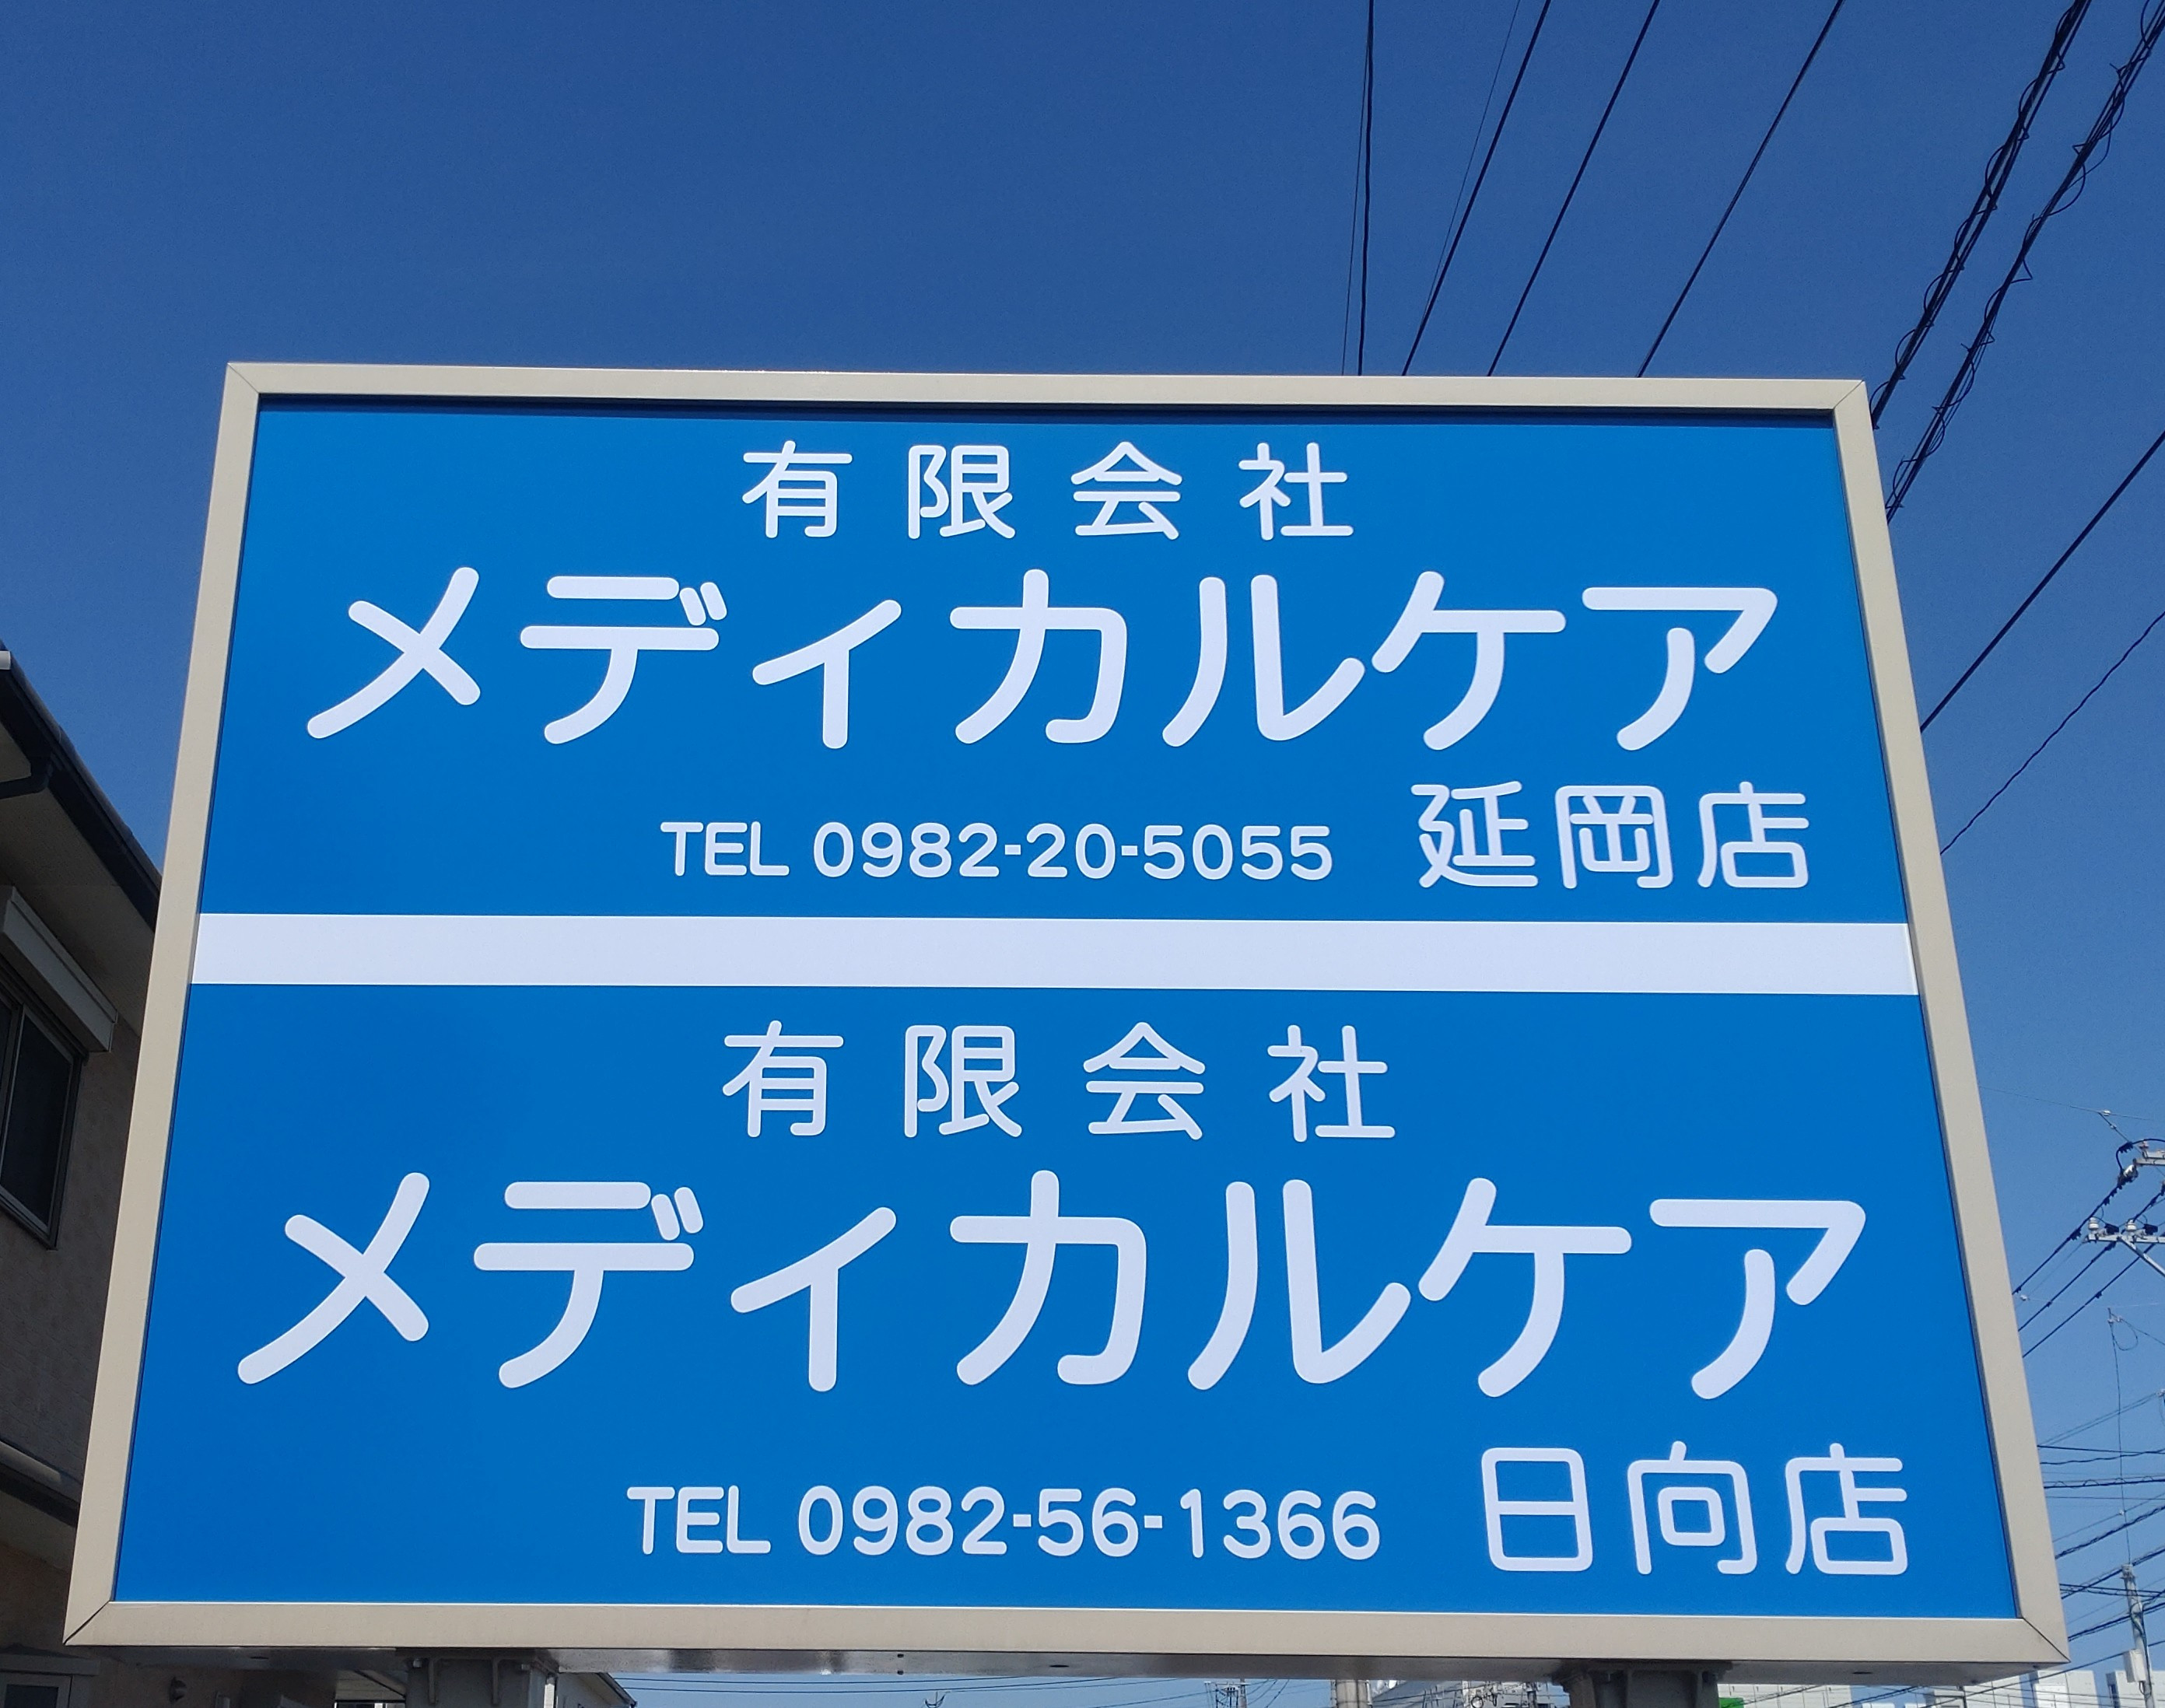 有限会社
メディカルケア
TEL 0982-20-5055 延岡店
有限会社
メディカルケア
TEL 0982-56-1366 日向店